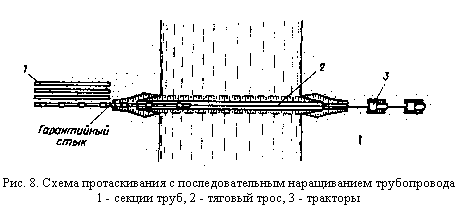 1
2
3
Гарантийный
стык
Рис. 8. Схема протаскивания с последовательным наращиванием трубопровода
1 - секции труб, 2 - тяговый трос, 3 - тракторы